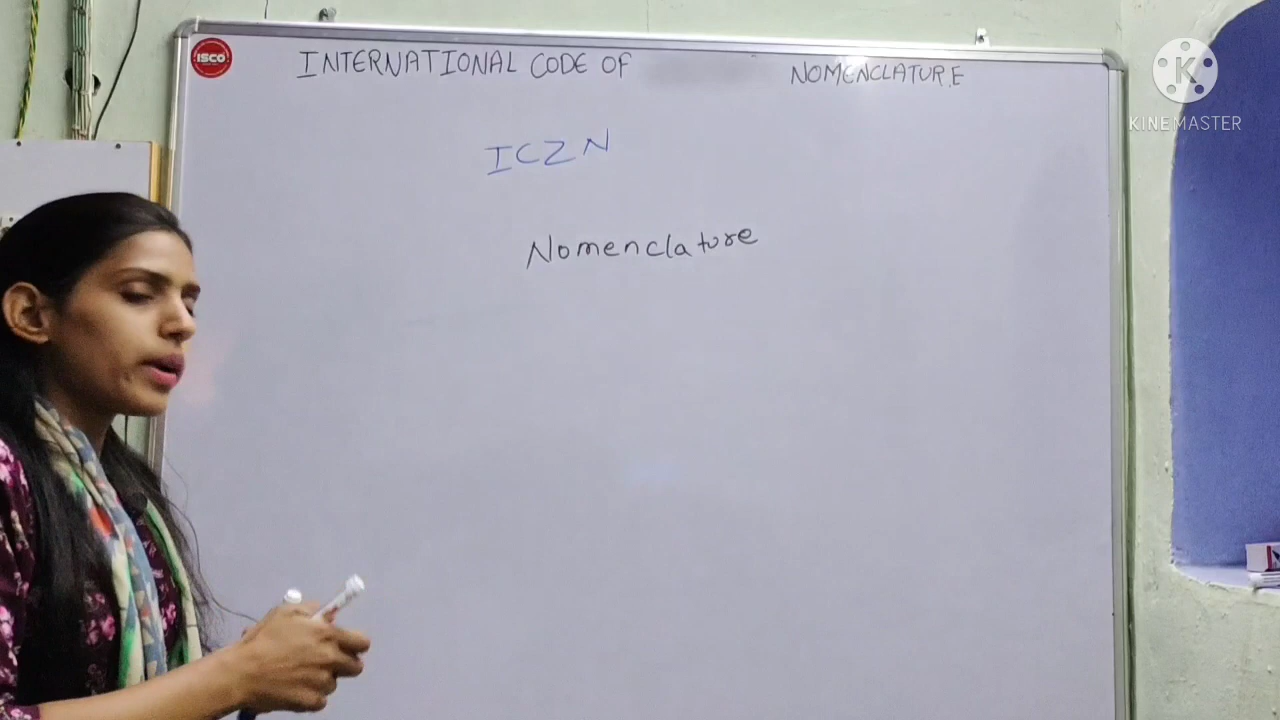 INTERNATIONAL CODE OF NOMENCLATURE
ISCO
K
KINEMASTER
ICZN
Nomenclature